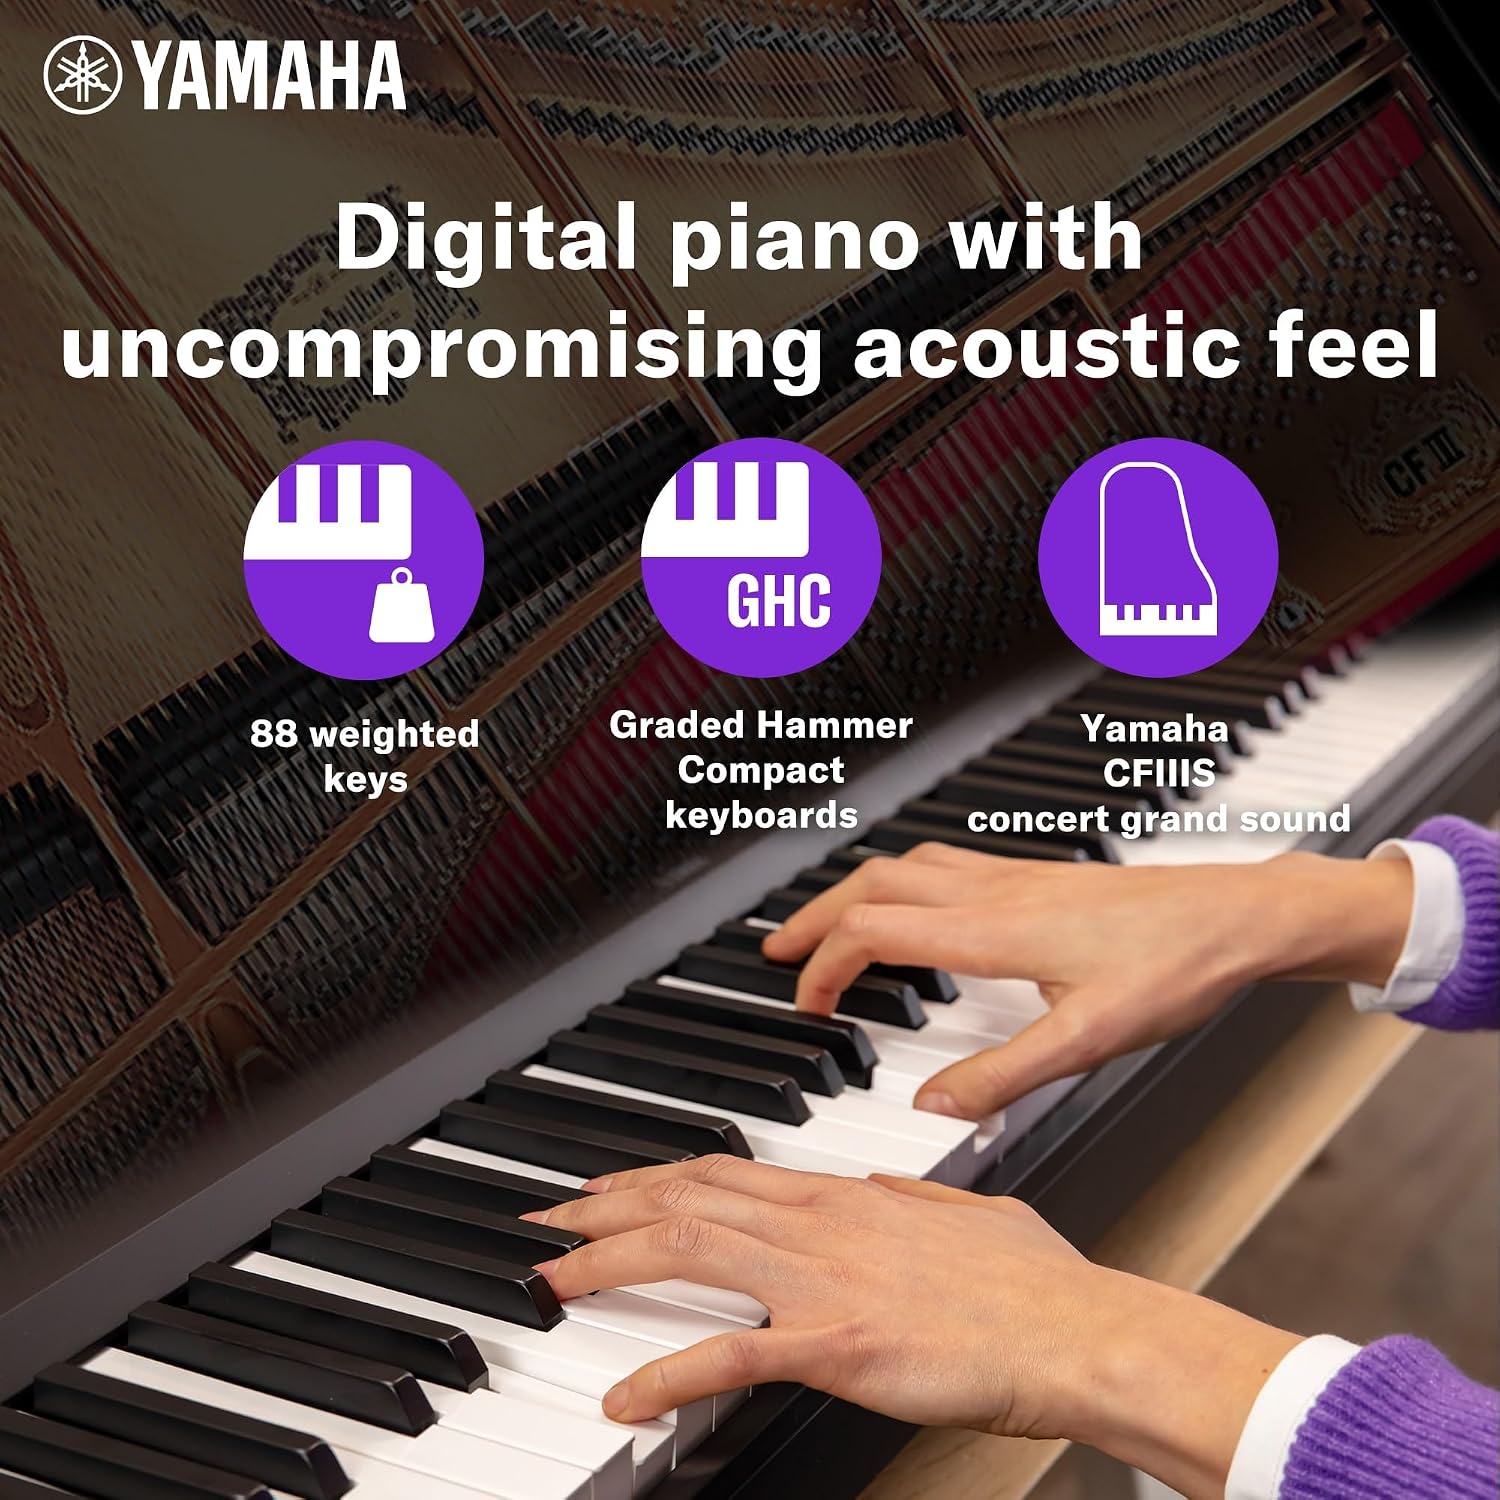 YAMAHA
Digital piano with
uncompromising acoustic feel
CF III
GHC
88 weighted
keys
Graded Hammer
Compact
keyboards
Yamaha
CFIIIS
concert grand sound